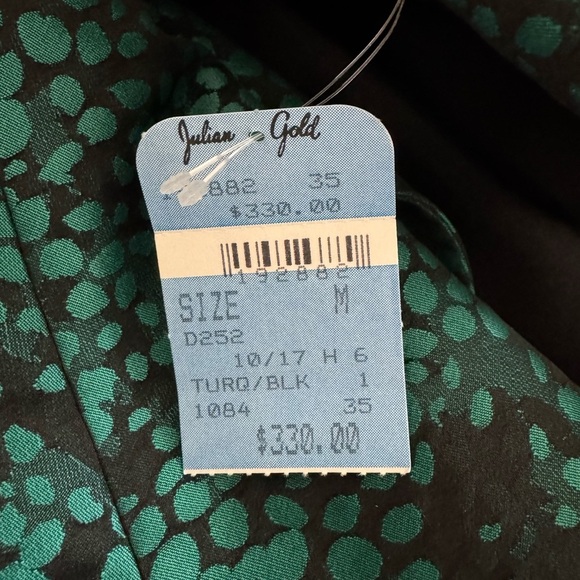 Julian Gold
882 35
$330.00
192882
SIZE M
D252
10/17 H 6
TURQ/BLK 1
1084 35
$330.00